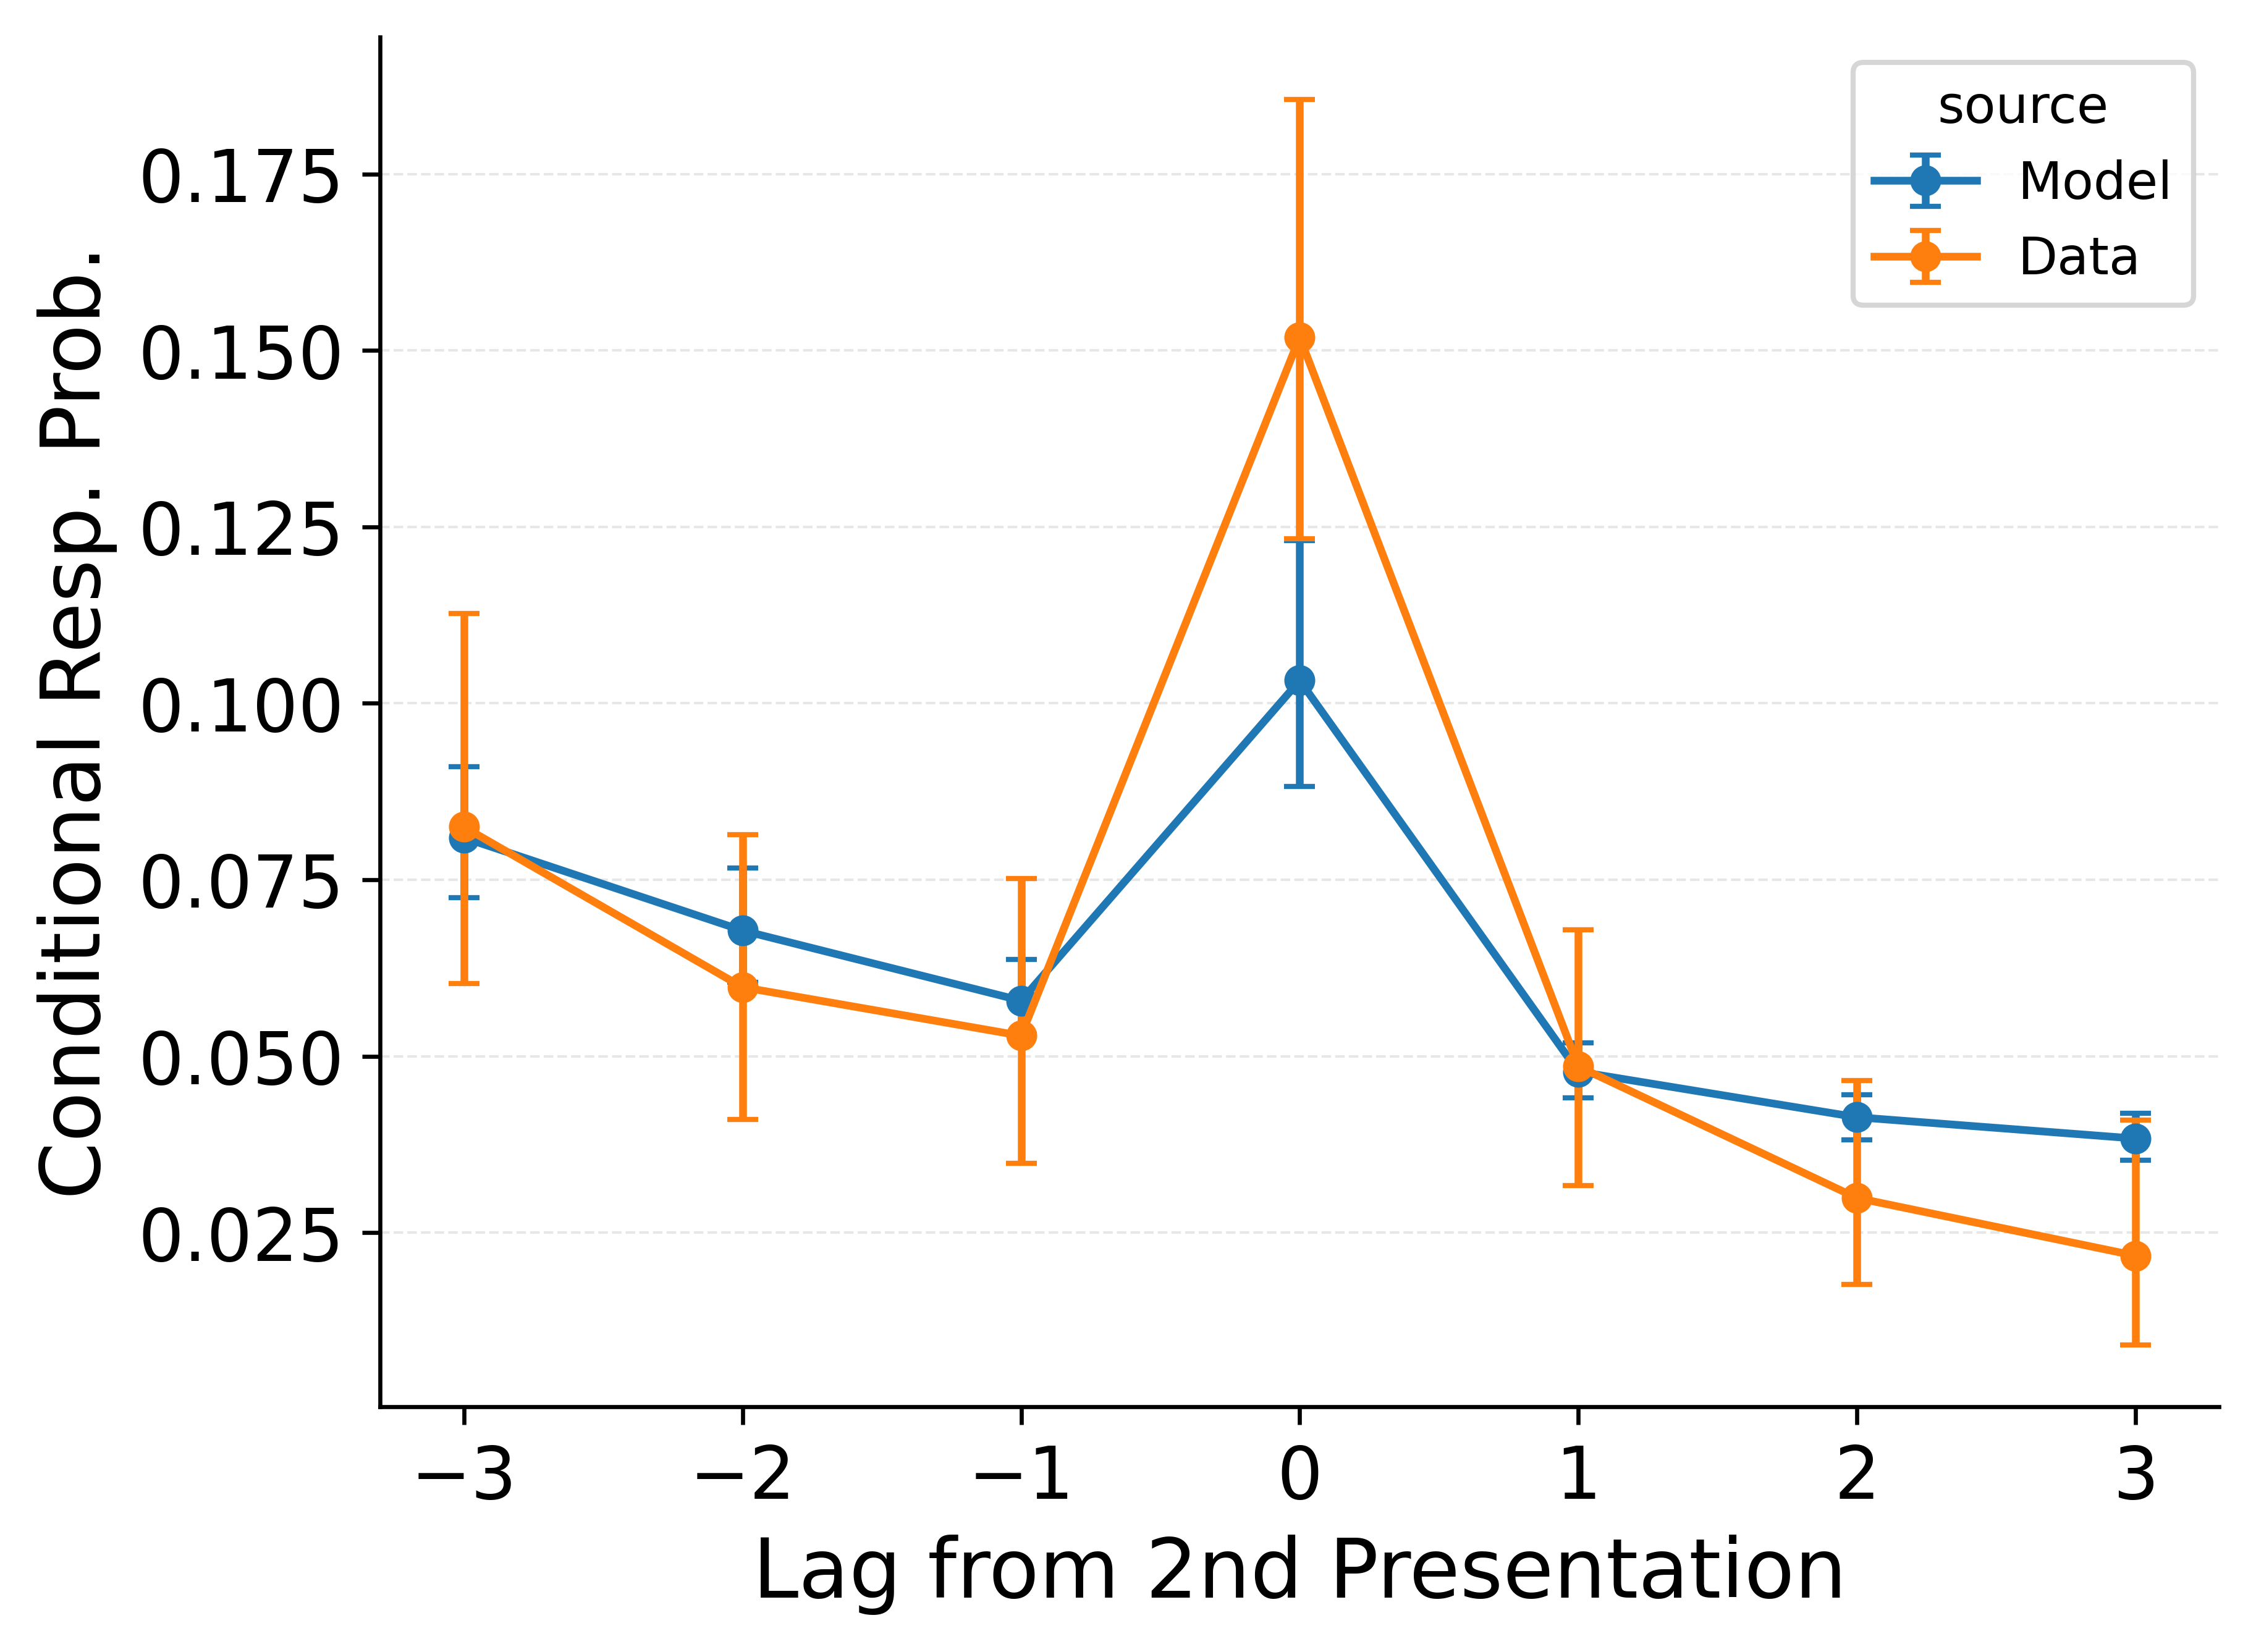 source
Model
Data
Conditional Resp. Prob.
0.175
0.150
0.125
0.100
0.075
0.050
0.025
−3 −2 −1 0 1 2 3
Lag from 2nd Presentation